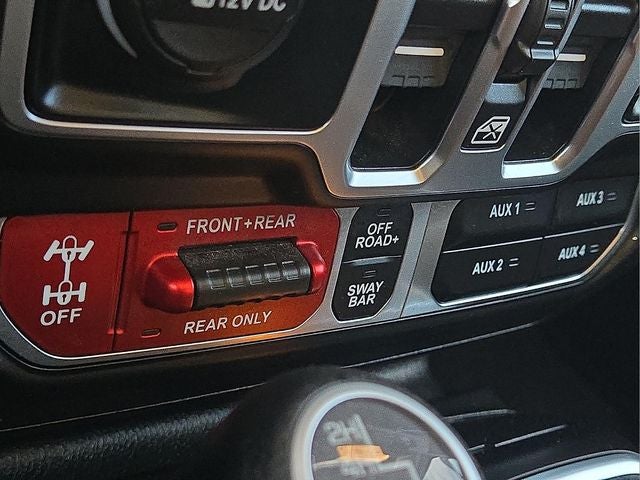 12V DC
FRONT+REAR
OFF
REAR ONLY
OFF
ROAD+
SWAY
BAR
AUX 1
AUX 3
AUX 2
AUX 4